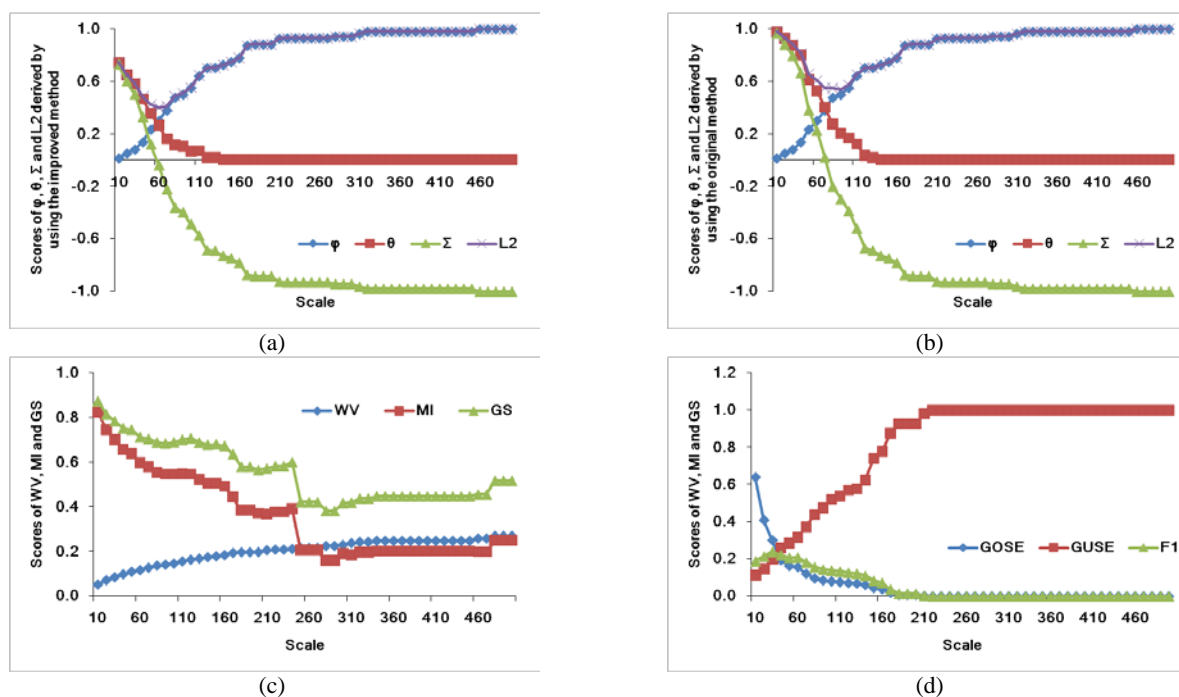 Scores of φ, θ, Σ and L2 derived by
using the improved method
1.0
0.6
0.2
-0.2
-0.6
-1.0
10 60 110 160 210 260 310 360 410 460
φ θ Σ L2
Scale
(a)
Scores of φ, θ, Σ and L2 derived by
using the original method
1.0
0.6
0.2
-0.2
-0.6
-1.0
10 60 110 160 210 260 310 360 410 460
φ θ Σ L2
Scale
(b)
Scores of WV, MI and GS
1.0
0.8
0.6
0.4
0.2
0.0
WV MI GS
10 60 110 160 210 260 310 360 410 460
Scale
(c)
Scores of WV, MI and GS
1.2
1.0
0.8
0.6
0.4
0.2
0.0
GOSE GUSE F1
10 60 110 160 210 260 310 360 410 460
Scale
(d)